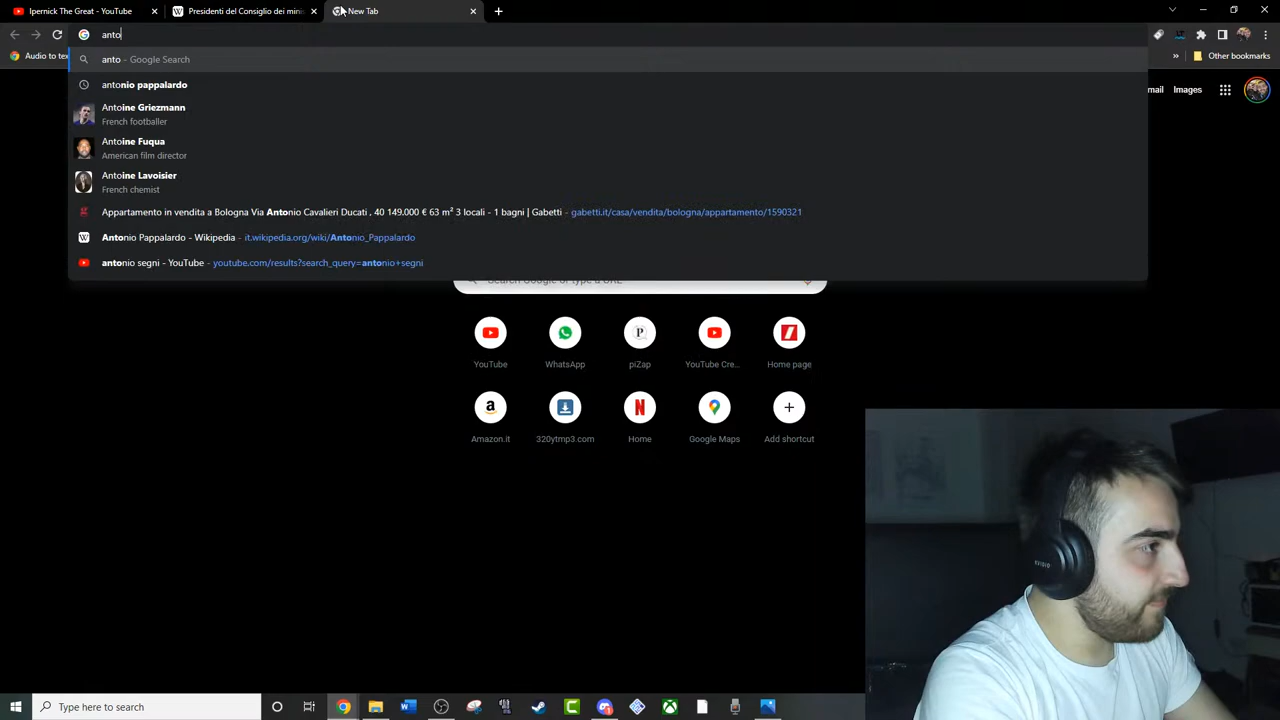 Ipernick The Great - YouTube
Presidenti del Consiglio dei mini
New Tab
anto
Audio to tex
Other bookmarks
anto - Google Search
antonio pappalardo
Antoine Griezmann
French footballer
Antoine Fuqua
American film director
Antoine Lavoisier
French chemist
Appartamento in vendita a Bologna Via Antonio Cavalieri Ducati , 40 149.000 € 63 m² 3 locali - 1 bagni | Gabetti - gabetti.it/casa/vendita/bologna/appartamento/1590321
Antonio Pappalardo - Wikipedia - it.wikipedia.org/wiki/Antonio_Pappalardo
antonio segni - YouTube - youtube.com/results?search_query=antonio+segni
mail
Images
Search Google or type a URL
YouTube
WhatsApp
piZap
YouTube Cre...
Home page
Amazon.it
320ytmp3.com
Home
Google Maps
Add shortcut
Type here to search